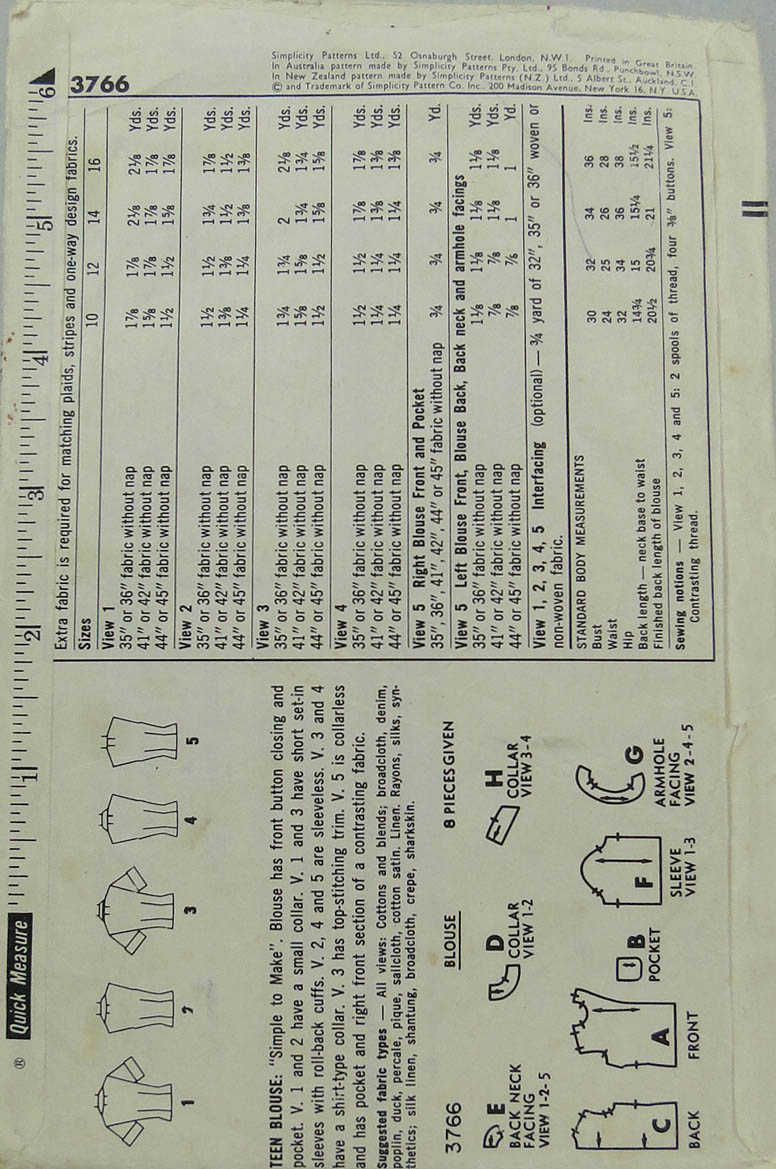 3766
Simplicity Patterns Ltd., 52 Osnaburgh Street, London, N.W.1. Printed in Great Britain.
In Australia pattern made by Simplicity Patterns Pty. Ltd., 95 Bonds Rd., Punchbowl, N.S.W.
In New Zealand pattern made by Simplicity Patterns (N.Z.) Ltd., 5 Albert St., Auckland, C.1.
© and Trademark of Simplicity Pattern Co. Inc., 200 Madison Avenue, New York 16, N.Y. U.S.A.
® Quick Measure 1 2 3 4 5 6
1 2 3 4 5
TEEN BLOUSE: "Simple to Make". Blouse has front button closing and
pocket. V. 1 and 2 have a small collar. V. 1 and 3 have short set-in
sleeves with roll-back cuffs. V. 2, 4 and 5 are sleeveless. V. 3 and 4
have a shirt-type collar. V. 3 has top-stitching trim. V. 5 is collarless
and has pocket and right front section of a contrasting fabric.
Suggested fabric types — All views: Cottons and blends; broadcloth, denim,
poplin, duck, percale, pique, sailcloth, cotton satin. Linen. Rayons, silks, syn-
thetics; silk linen, shantung, broadcloth, crepe, sharkskin.
3766 BLOUSE 8 PIECES GIVEN
E
BACK NECK
FACING
VIEW 1-2-5
D
COLLAR
VIEW 1-2
H
COLLAR
VIEW 3-4
C
BACK
A
FRONT
B
POCKET
F
SLEEVE
VIEW 1-3
G
ARMHOLE
FACING
VIEW 2-4-5
Extra fabric is required for matching plaids, stripes and one-way design fabrics.
Sizes 10 12 14 16
View 1
35" or 36" fabric without nap 1⅞ 1⅞ 2⅛ 2⅛ Yds.
41" or 42" fabric without nap 1⅝ 1⅞ 1⅞ 1⅞ Yds.
44" or 45" fabric without nap 1½ 1½ 1⅝ 1⅞ Yds.
View 2
35" or 36" fabric without nap 1½ 1½ 1¾ 1⅞ Yds.
41" or 42" fabric without nap 1⅜ 1⅜ 1½ 1½ Yds.
44" or 45" fabric without nap 1¼ 1¼ 1⅜ 1⅜ Yds.
View 3
35" or 36" fabric without nap 1¾ 1¾ 2 2⅛ Yds.
41" or 42" fabric without nap 1⅝ 1⅝ 1¾ 1¾ Yds.
44" or 45" fabric without nap 1½ 1½ 1⅝ 1⅝ Yds.
View 4
35" or 36" fabric without nap 1½ 1½ 1⅞ 1⅞ Yds.
41" or 42" fabric without nap 1¼ 1¼ 1⅜ 1⅜ Yds.
44" or 45" fabric without nap 1¼ 1¼ 1¼ 1⅜ Yds.
View 5 Right Blouse Front and Pocket
35", 36", 41", 42", 44" or 45" fabric without nap ¾ ¾ ¾ ¾ Yd.
View 5 Left Blouse Front, Blouse Back, Back neck and armhole facings
35" or 36" fabric without nap 1⅛ 1⅛ 1⅛ 1⅛ Yds.
41" or 42" fabric without nap ⅞ ⅞ 1⅛ 1⅛ Yds.
44" or 45" fabric without nap ⅞ ⅞ 1 1 Yd.
View 1, 2, 3, 4, 5 Interfacing (optional) — ¾ yard of 32", 35" or 36" woven or
non-woven fabric.
STANDARD BODY MEASUREMENTS
Bust 30 32 34 36 Ins.
Waist 24 25 26 28 Ins.
Hip 32 34 36 38 Ins.
Back length — neck base to waist 14¾ 15 15¼ 15½ Ins.
Finished back length of blouse 20½ 20¾ 21 21¼ Ins.
Sewing notions — View 1, 2, 3, 4 and 5: 2 spools of thread, four ⅜" buttons. View 5:
Contrasting thread.